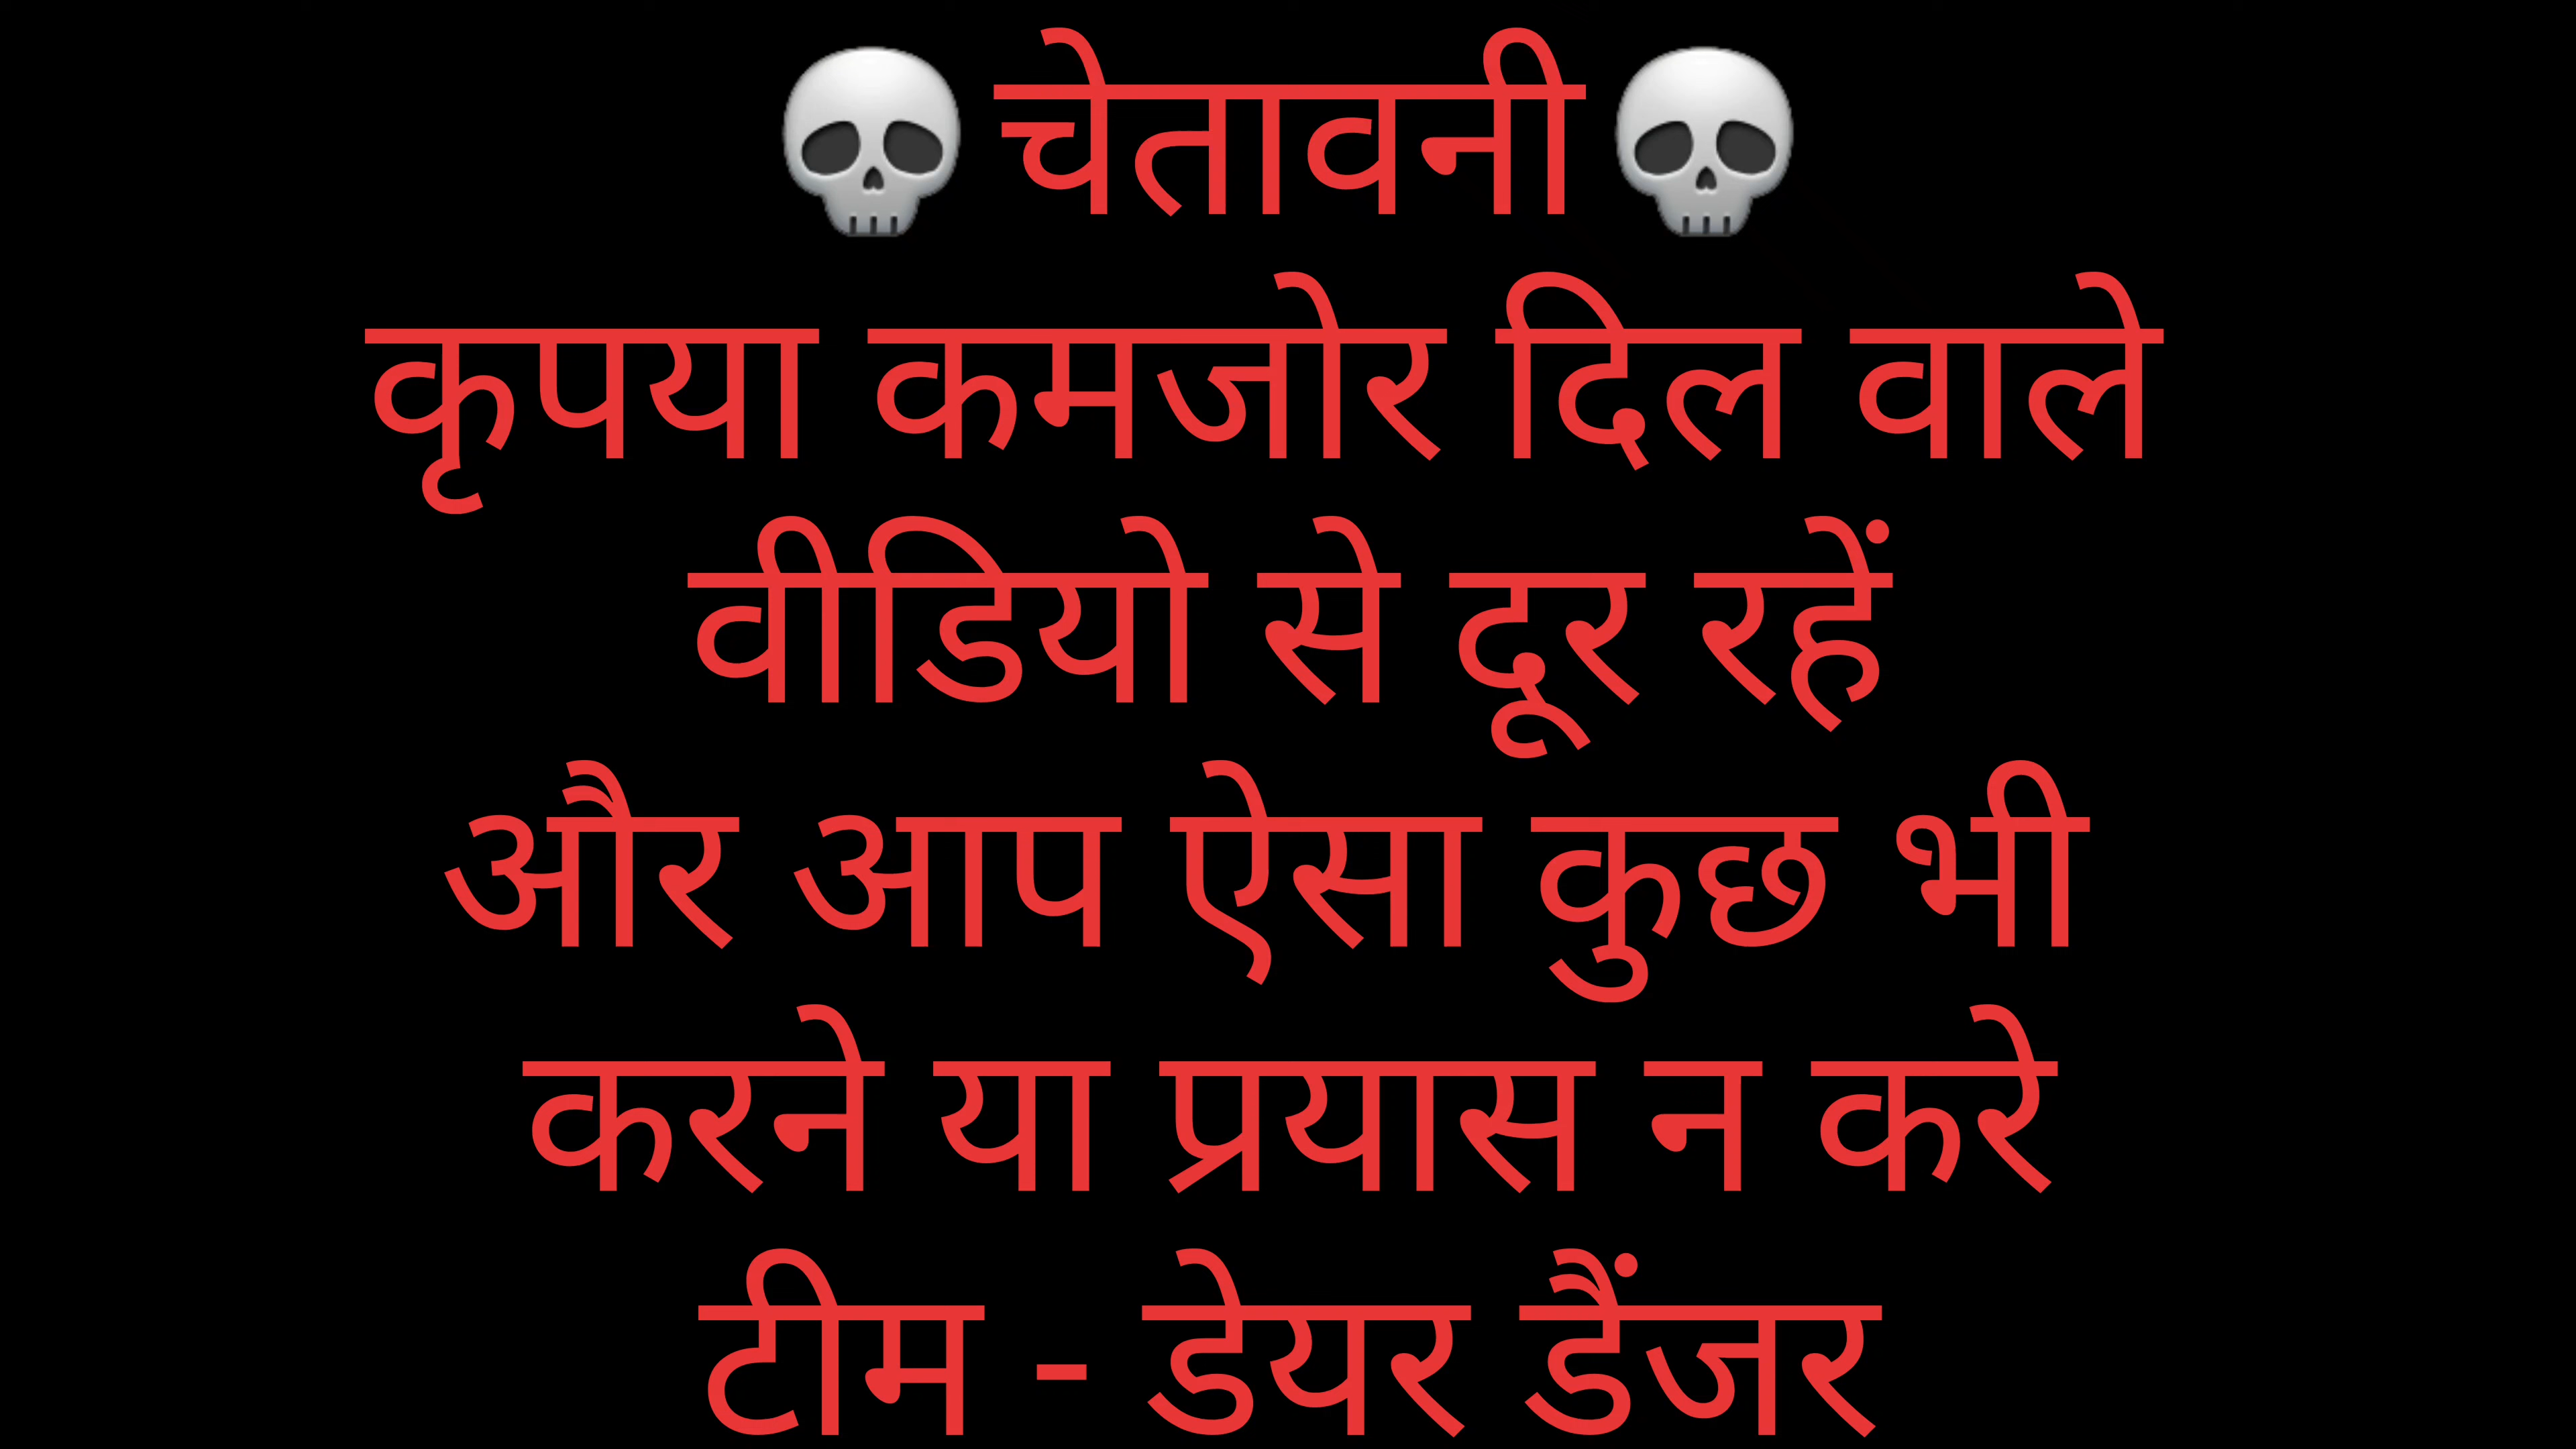 💀चेतावनी💀
कृपया कमजोर दिल वाले
वीडियो से दूर रहें
और आप ऐसा कुछ भी
करने या प्रयास न करे
टीम - डेयर डैंजर